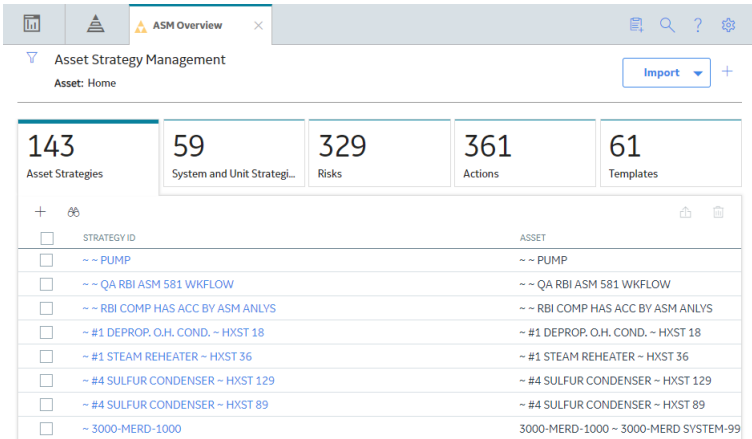 ASM Overview
Asset Strategy Management
Asset: Home
Import
143
Asset Strategies
59
System and Unit Strategi...
329
Risks
361
Actions
61
Templates
STRATEGY ID ASSET
~ ~ PUMP ~ ~ PUMP
~ ~ QA RBI ASM 581 WKFLOW ~ ~ QA RBI ASM 581 WKFLOW
~ ~ RBI COMP HAS ACC BY ASM ANLYS ~ ~ RBI COMP HAS ACC BY ASM ANLYS
~ #1 DEPROP. O.H. COND. ~ HXST 18 ~ #1 DEPROP. O.H. COND. ~ HXST 18
~ #1 STEAM REHEATER ~ HXST 36 ~ #1 STEAM REHEATER ~ HXST 36
~ #4 SULFUR CONDENSER ~ HXST 129 ~ #4 SULFUR CONDENSER ~ HXST 129
~ #4 SULFUR CONDENSER ~ HXST 89 ~ #4 SULFUR CONDENSER ~ HXST 89
~ 3000-MERD-1000 3000-MERD-1000 ~ 3000-MERD SYSTEM-99